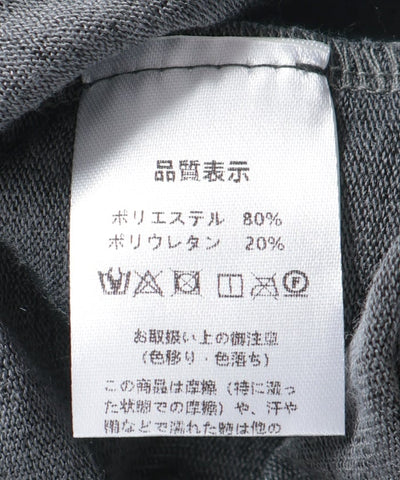 品質表示
ポリエステル 80%
ポリウレタン 20%
お取扱い上の御注意
(色移り・色落ち)
この商品は摩擦(特に湿っ
た状態での摩擦)や、汗や
雨などで濡れた時は他の